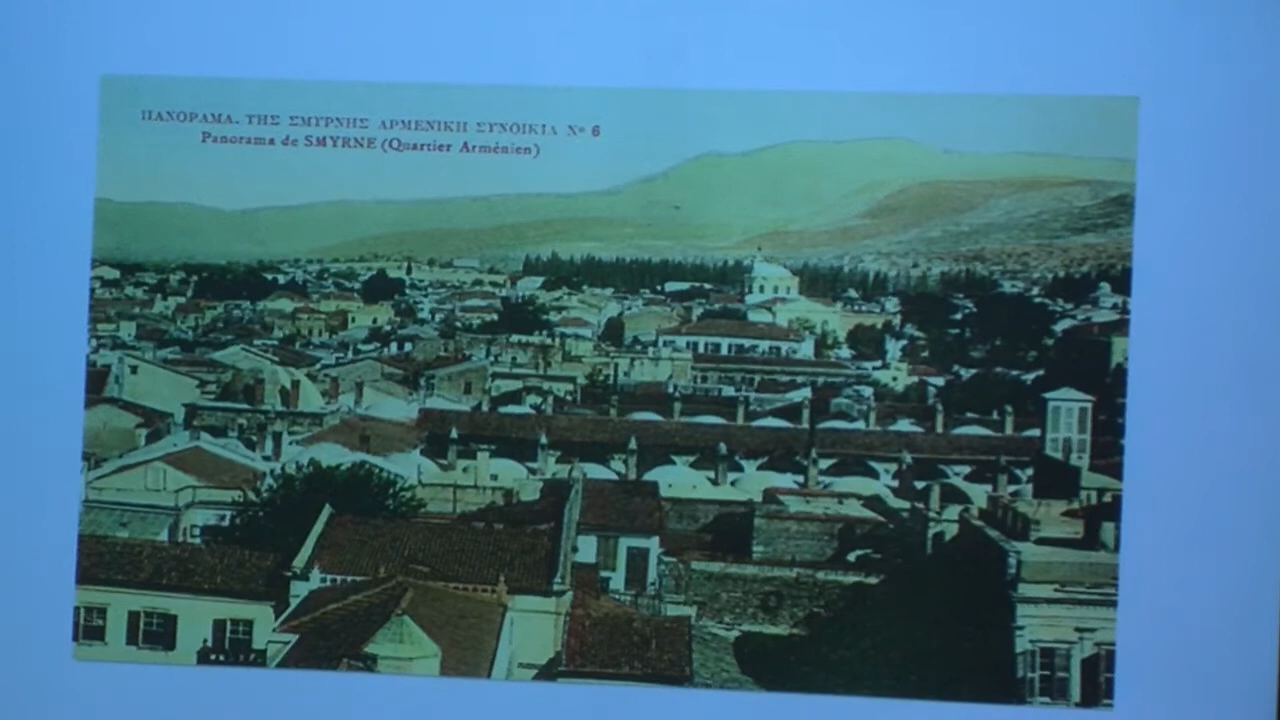 ΠΑΝΟΡΑΜΑ. ΤΗΣ ΣΜΥΡΝΗΣ ΑΡΜΕΝΙΚΗ ΣΥΝΟΙΚΙΑ Nº 6
Panorama de SMYRNE (Quartier Arménien)